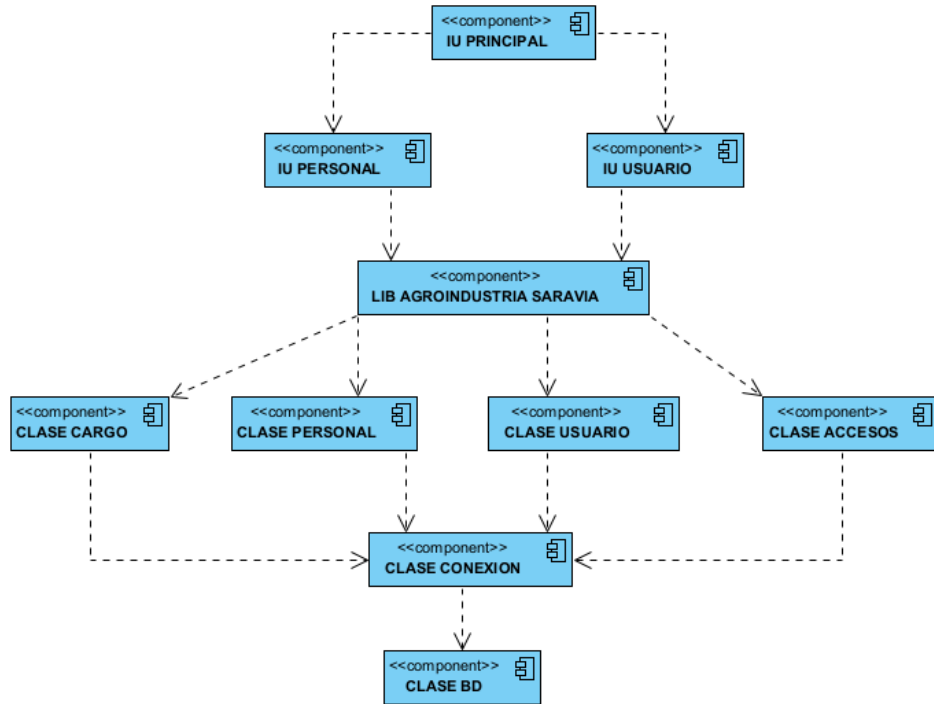 <<component>>
IU PRINCIPAL
<<component>>
IU PERSONAL
<<component>>
IU USUARIO
<<component>>
LIB AGROINDUSTRIA SARAVIA
<<component>>
CLASE CARGO
<<component>>
CLASE PERSONAL
<<component>>
CLASE USUARIO
<<component>>
CLASE ACCESOS
<<component>>
CLASE CONEXION
<<component>>
CLASE BD